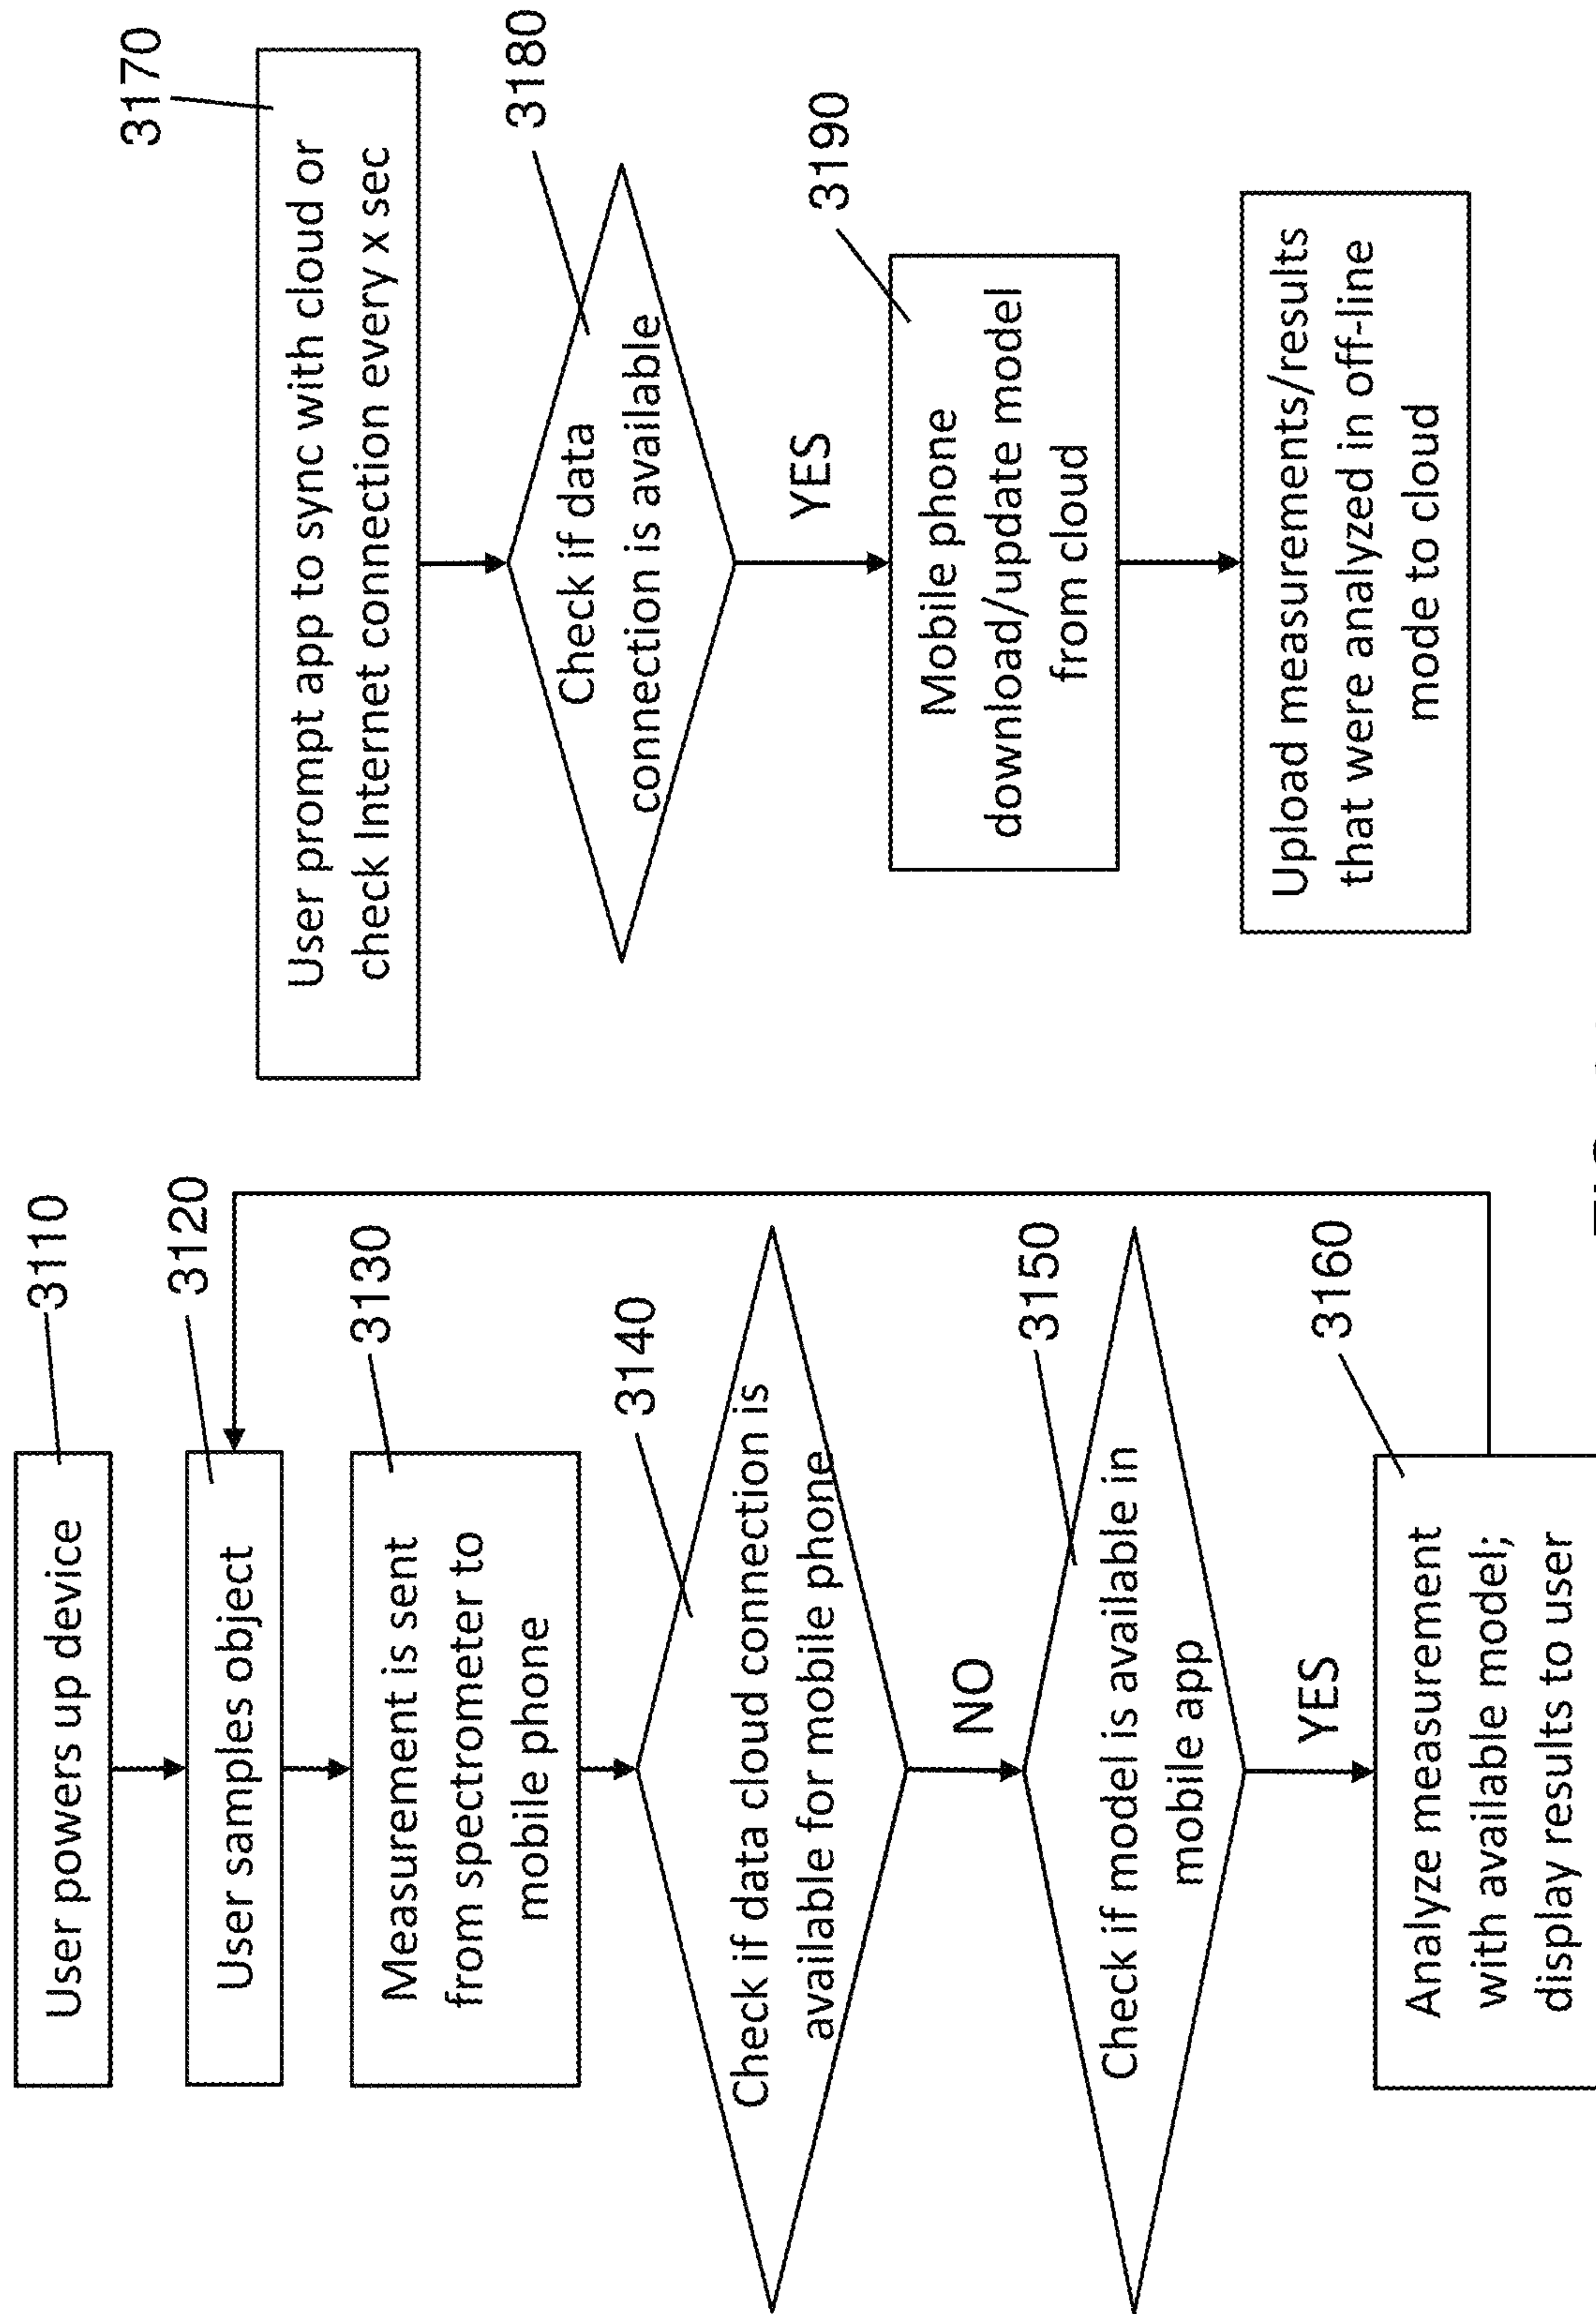 3110
User powers up device
3120
User samples object
3130
Measurement is sent
from spectrometer to
mobile phone
3140
Check if data cloud connection is
available for mobile phone
NO
3150
Check if model is available in
mobile app
YES
3160
Analyze measurement
with available model;
display results to user
3170
User prompt app to sync with cloud or
check Internet connection every x sec
3180
Check if data
connection is available
YES
3190
Mobile phone
download/update model
from cloud
Upload measurements/results
that were analyzed in off-line
mode to cloud